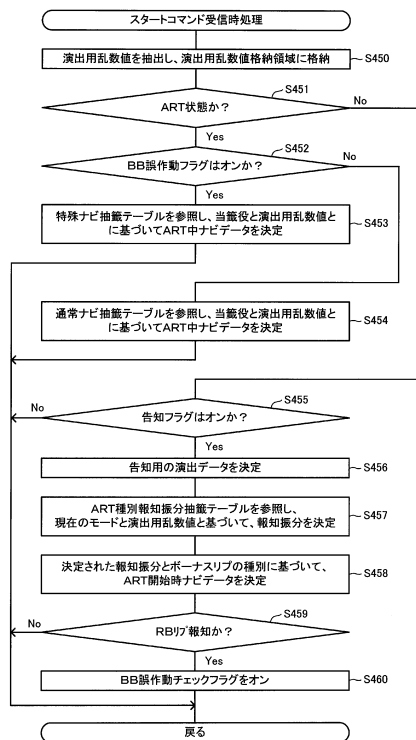 スタートコマンド受信時処理
演出用乱数値を抽出し、演出用乱数値格納領域に格納
S450
S451
ART状態か？
No
Yes
S452
BB誤作動フラグはオンか？
No
Yes
特殊ナビ抽籤テーブルを参照し、当籤役と演出用乱数値と
に基づいてART中ナビデータを決定
S453
通常ナビ抽籤テーブルを参照し、当籤役と演出用乱数値と
に基づいてART中ナビデータを決定
S454
S455
No
告知フラグはオンか？
Yes
告知用の演出データを決定
S456
ART種別報知振分抽籤テーブルを参照し、
現在のモードと演出用乱数値と基づいて、報知振分を決定
S457
決定された報知振分とボーナスリプの種別に基づいて、
ART開始時ナビデータを決定
S458
S459
No
RBリプ報知か？
Yes
BB誤作動チェックフラグをオン
S460
戻る